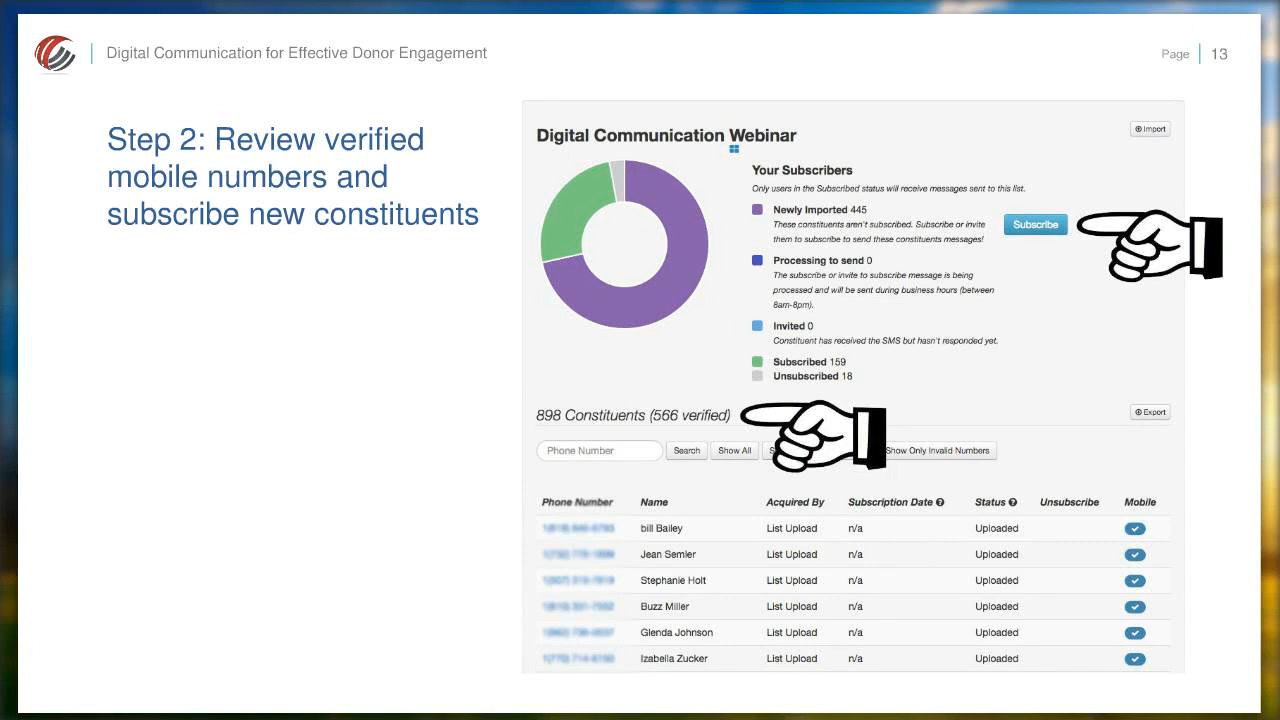 Digital Communication for Effective Donor Engagement
Page
13
Step 2: Review verified
mobile numbers and
subscribe new constituents
Digital Communication Webinar
Import
Your Subscribers
Only users in the Subscribed status will receive messages sent to this list.
Newly Imported 445
These constituents aren't subscribed. Subscribe or invite
them to subscribe to send these constituents messages!
Subscribe
Processing to send 0
The subscribe or invite to subscribe message is being
processed and will be sent during business hours (between
8am-8pm).
Invited 0
Constituent has received the SMS but hasn't responded yet.
Subscribed 159
Unsubscribed 18
898 Constituents (566 verified)
Export
Phone Number Search Show All Show Only Invalid Numbers
Phone Number Name Acquired By Subscription Date Status Unsubscribe Mobile
bill Bailey List Upload n/a Uploaded
Jean Semler List Upload n/a Uploaded
Stephanie Holt List Upload n/a Uploaded
Buzz Miller List Upload n/a Uploaded
Glenda Johnson List Upload n/a Uploaded
Izabella Zucker List Upload n/a Uploaded